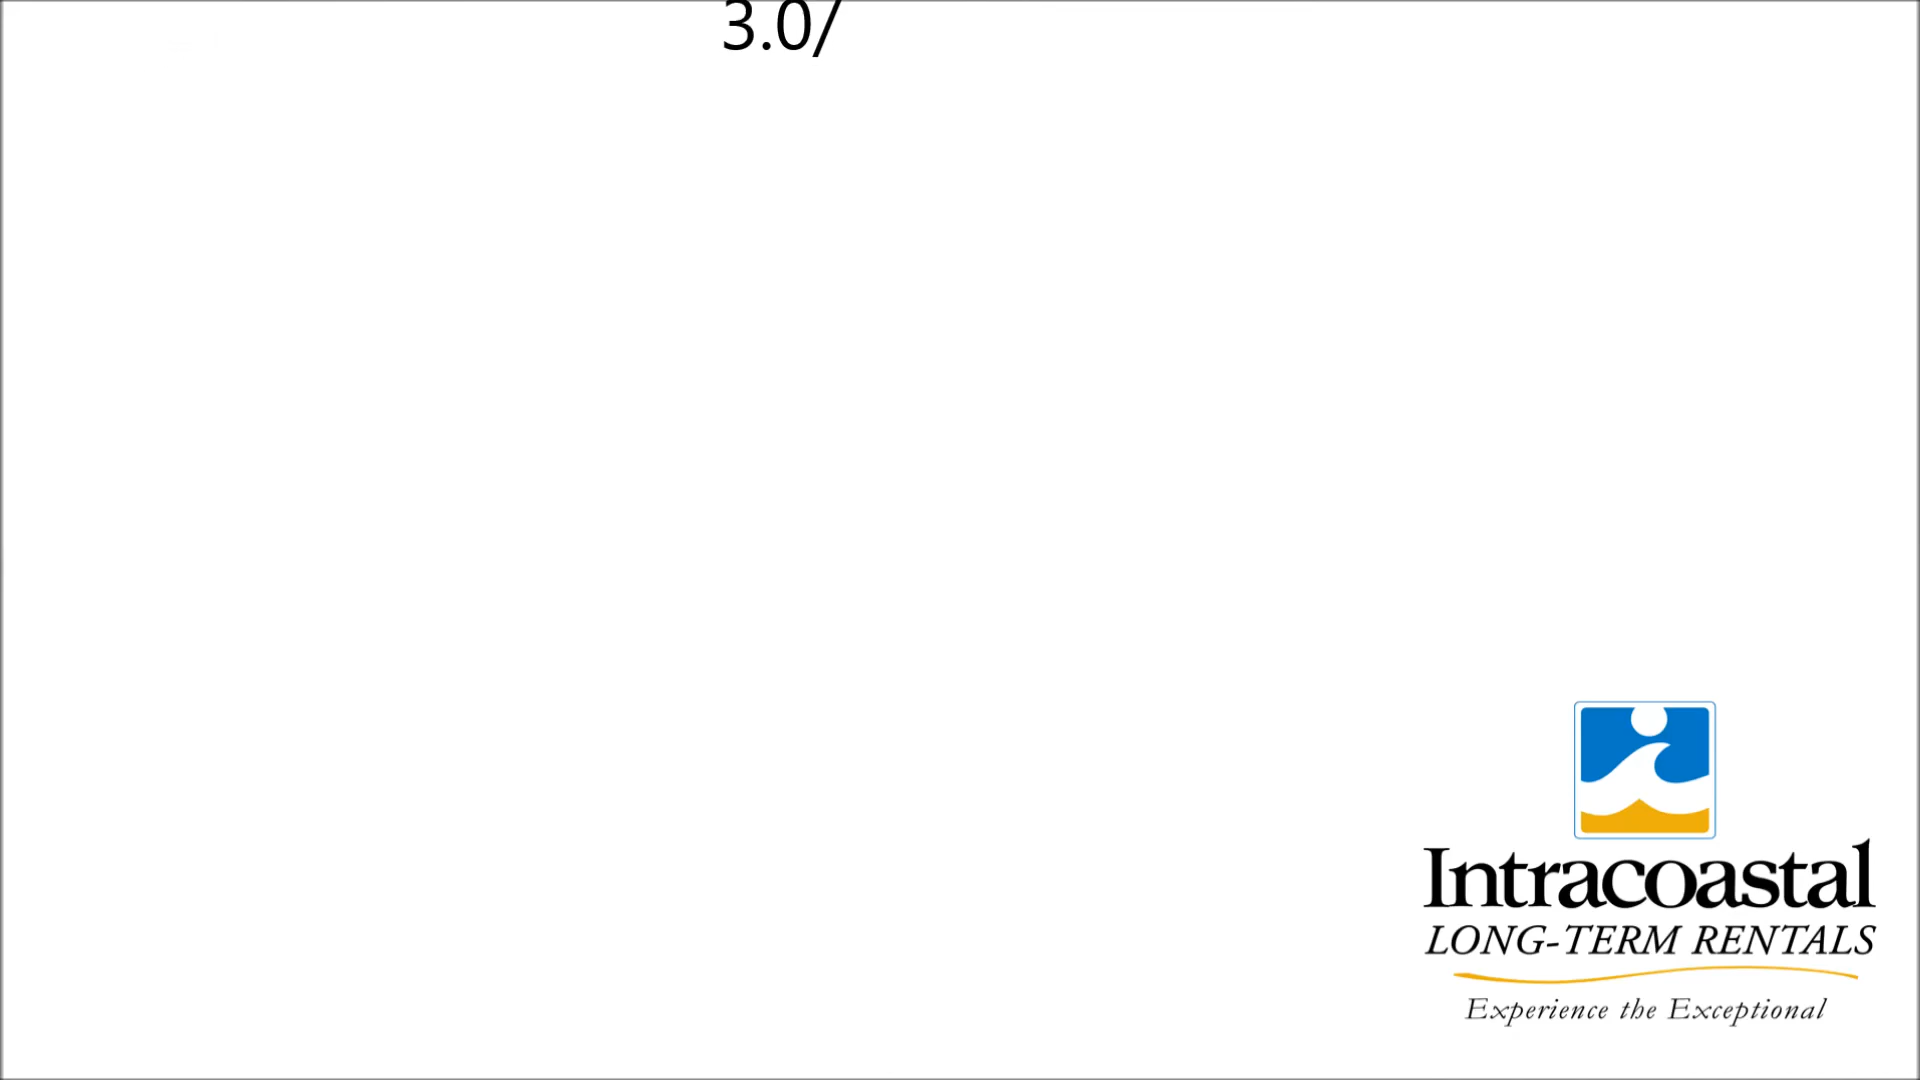 3.0/
Intracoastal
LONG-TERM RENTALS
Experience the Exceptional